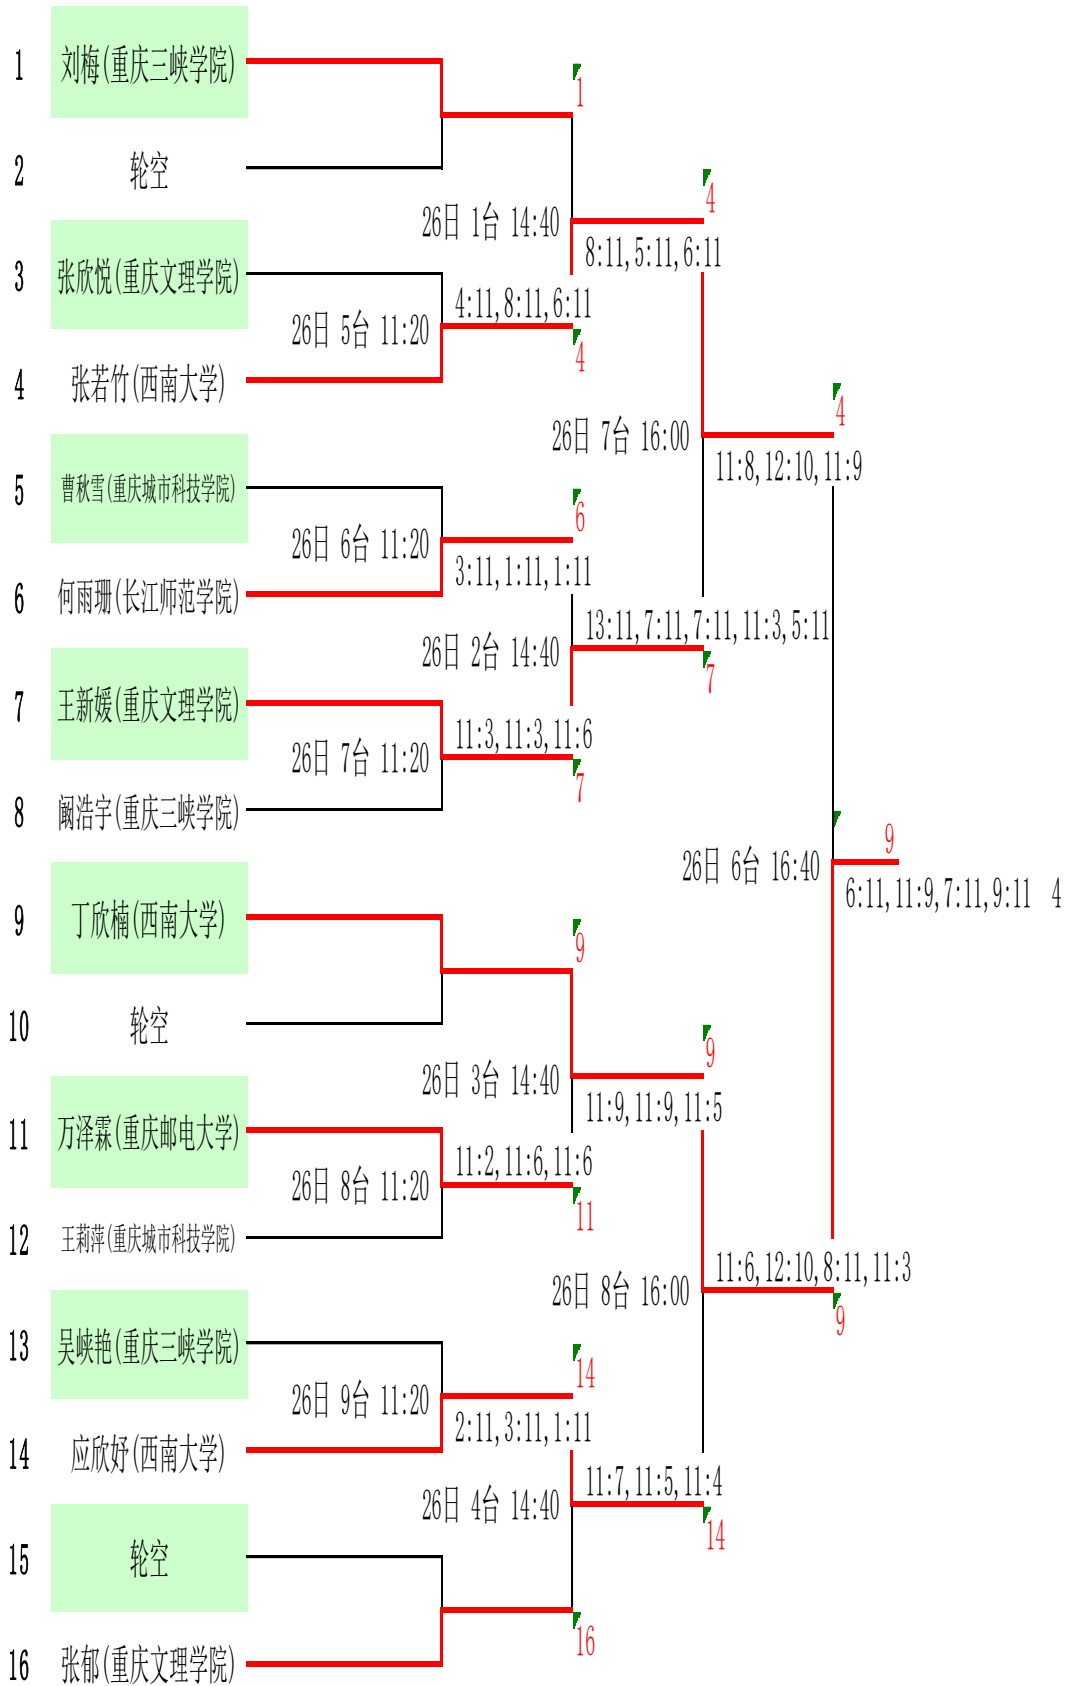 1
刘梅(重庆三峡学院)
1
2
轮空
4
26日 1台 14:40
8:11,5:11,6:11
3
张欣悦(重庆文理学院)
4:11,8:11,6:11
26日 5台 11:20
4
4
张若竹(西南大学)
4
26日 7台 16:00
11:8,12:10,11:9
5
曹秋雪(重庆城市科技学院)
6
26日 6台 11:20
3:11,1:11,1:11
6
何雨珊(长江师范学院)
13:11,7:11,7:11,11:3,5:11
26日 2台 14:40
7
7
王新媛(重庆文理学院)
11:3,11:3,11:6
26日 7台 11:20
7
8
阚浩宇(重庆三峡学院)
9
26日 6台 16:40
6:11,11:9,7:11,9:11 4
9
丁欣楠(西南大学)
9
10
轮空
9
26日 3台 14:40
11:9,11:9,11:5
11
万泽霖(重庆邮电大学)
11:2,11:6,11:6
26日 8台 11:20
11
12
王莉萍(重庆城市科技学院)
11:6,12:10,8:11,11:3
26日 8台 16:00
9
13
吴峡艳(重庆三峡学院)
14
26日 9台 11:20
2:11,3:11,1:11
14
应欣妤(西南大学)
11:7,11:5,11:4
26日 4台 14:40
14
15
轮空
16
16
张郁(重庆文理学院)